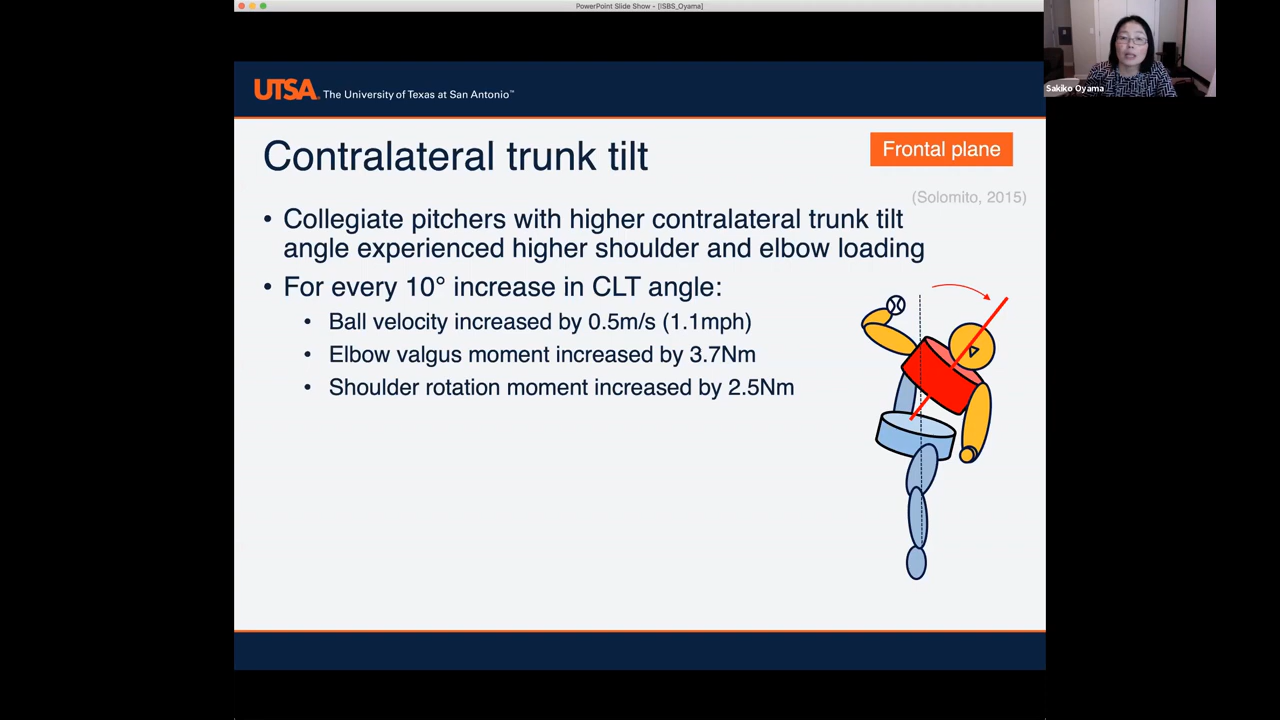 PowerPoint Slide Show - [ISBS_Oyama]
Sakiko Oyama
UTSA. The University of Texas at San Antonio™
Contralateral trunk tilt
Frontal plane
(Solomito, 2015)
• Collegiate pitchers with higher contralateral trunk tilt
angle experienced higher shoulder and elbow loading
• For every 10° increase in CLT angle:
• Ball velocity increased by 0.5m/s (1.1mph)
• Elbow valgus moment increased by 3.7Nm
• Shoulder rotation moment increased by 2.5Nm